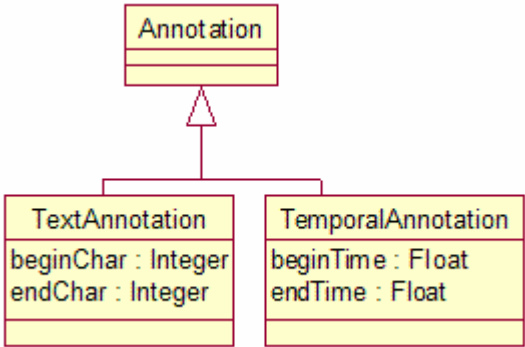 Annotation
TextAnnotation
beginChar : Integer
endChar : Integer
TemporalAnnotation
beginTime : Float
endTime : Float